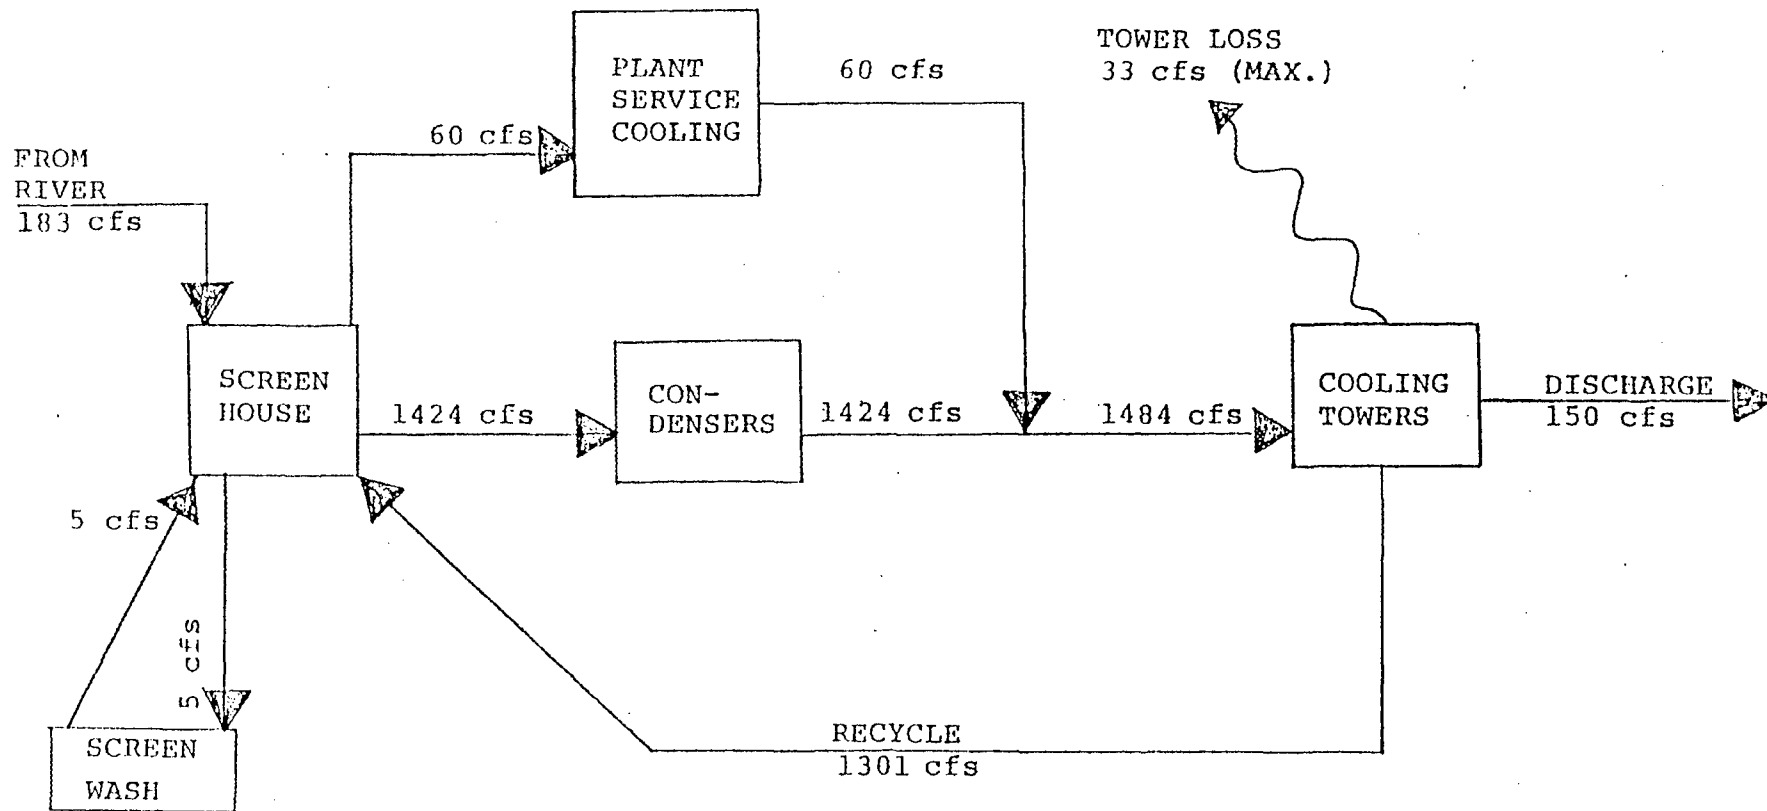 TOWER LOSS
33 cfs (MAX.)
PLANT
SERVICE
COOLING
60 cfs
60 cfs
FROM
RIVER
183 cfs
SCREEN
HOUSE
1424 cfs
CON-
DENSERS
1424 cfs
1484 cfs
COOLING
TOWERS
DISCHARGE
150 cfs
5 cfs
5 cfs
SCREEN
WASH
RECYCLE
1301 cfs